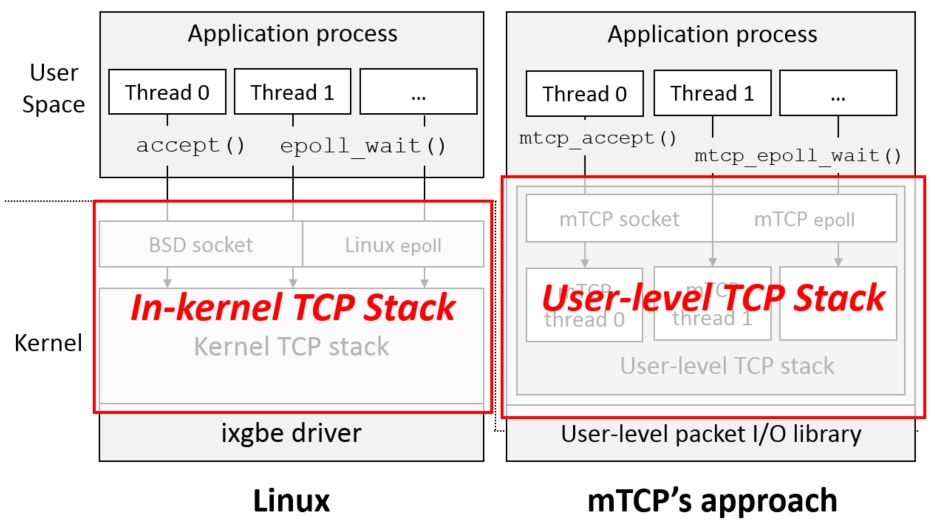 Application process
Application process
User
Space
Thread 0
Thread 1
...
Thread 0
Thread 1
...
accept()
epoll_wait()
mtcp_accept()
mtcp_epoll_wait()
BSD socket
Linux epoll
mTCP socket
mTCP epoll
In-kernel TCP Stack
User-level TCP Stack
mTCP
thread 0
mTCP
thread 1
Kernel
Kernel TCP stack
User-level TCP stack
ixgbe driver
User-level packet I/O library
Linux
mTCP's approach